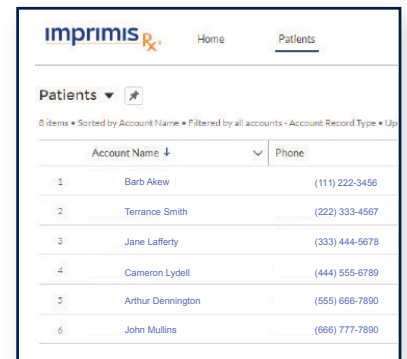 imprimis Rx
Home
Patients
Patients
8 items • Sorted by Account Name • Filtered by all accounts - Account Record Type • Up
Account Name ↓
Phone
1 Barb Akew (111) 222-3456
2 Terrance Smith (222) 333-4567
3 Jane Lafferty (333) 444-5678
4 Cameron Lydell (444) 555-6789
5 Arthur Dennington (555) 666-7890
6 John Mullins (666) 777-7890